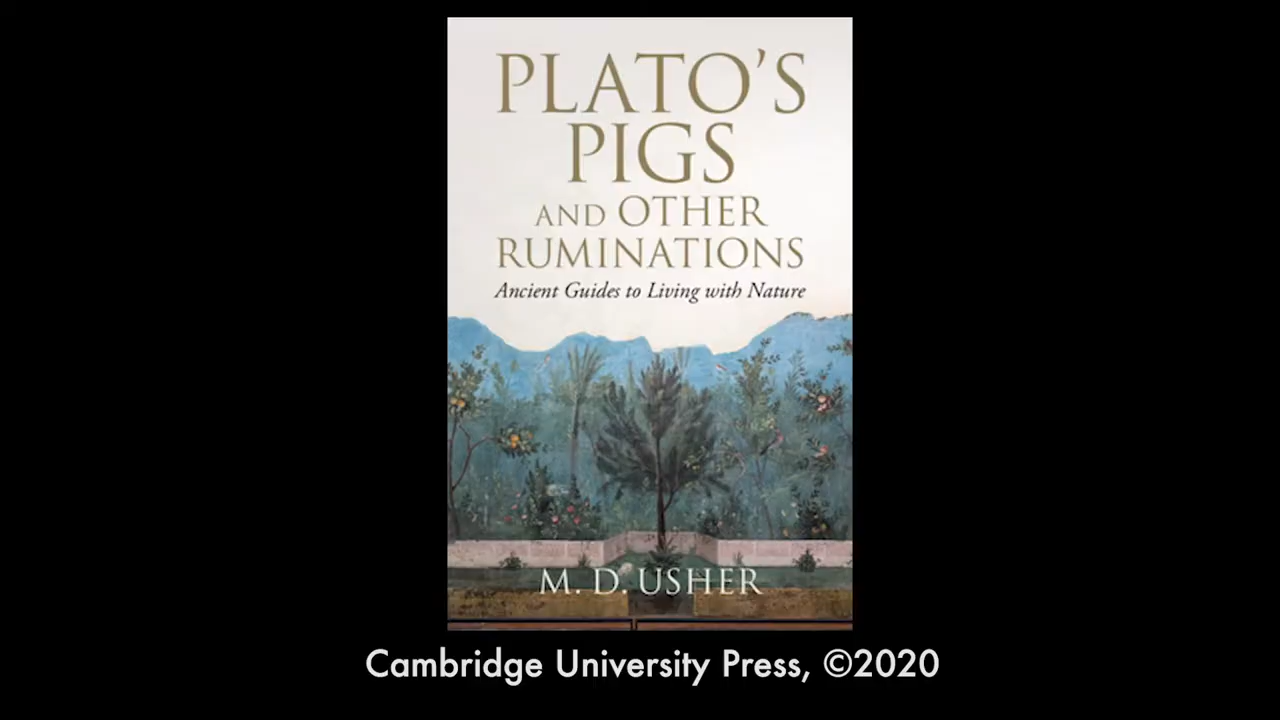 PLATO'S
PIGS
AND OTHER
RUMINATIONS
Ancient Guides to Living with Nature
M. D. USHER
Cambridge University Press, ©2020